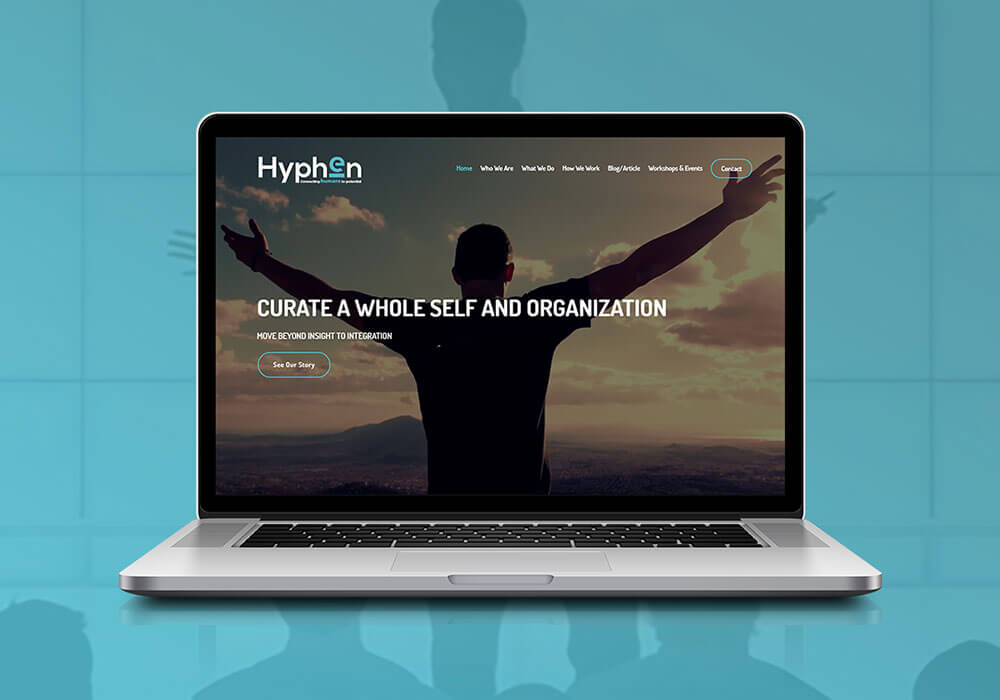 Hyphen
Connecting humans to potential
Home Who We Are What We Do How We Work Blog/Article Workshops & Events Contact
CURATE A WHOLE SELF AND ORGANIZATION
MOVE BEYOND INSIGHT TO INTEGRATION
See Our Story